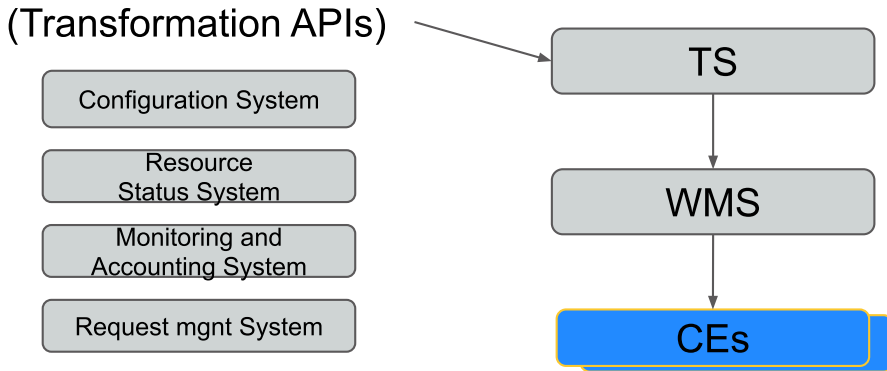 (Transformation APIs)
Configuration System
Resource
Status System
Monitoring and
Accounting System
Request mgnt System
TS
WMS
CEs